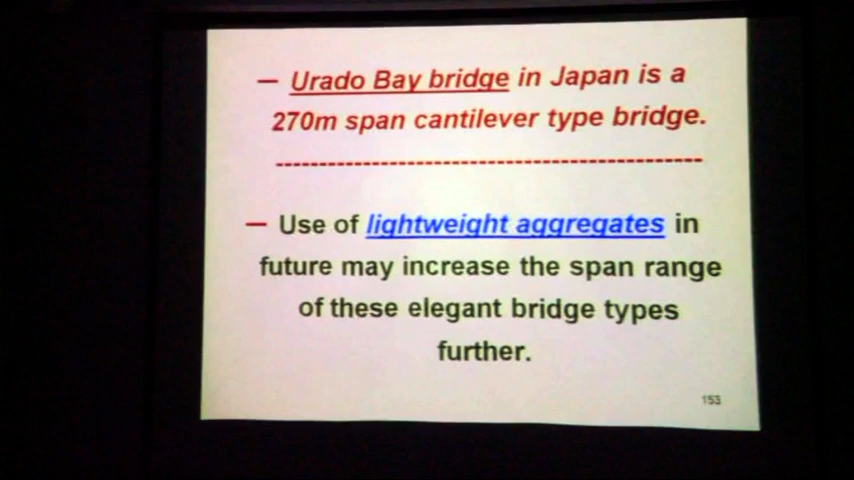 — Urado Bay bridge in Japan is a
270m span cantilever type bridge.
--------------------------------------------------
— Use of lightweight aggregates in
future may increase the span range
of these elegant bridge types
further.
153